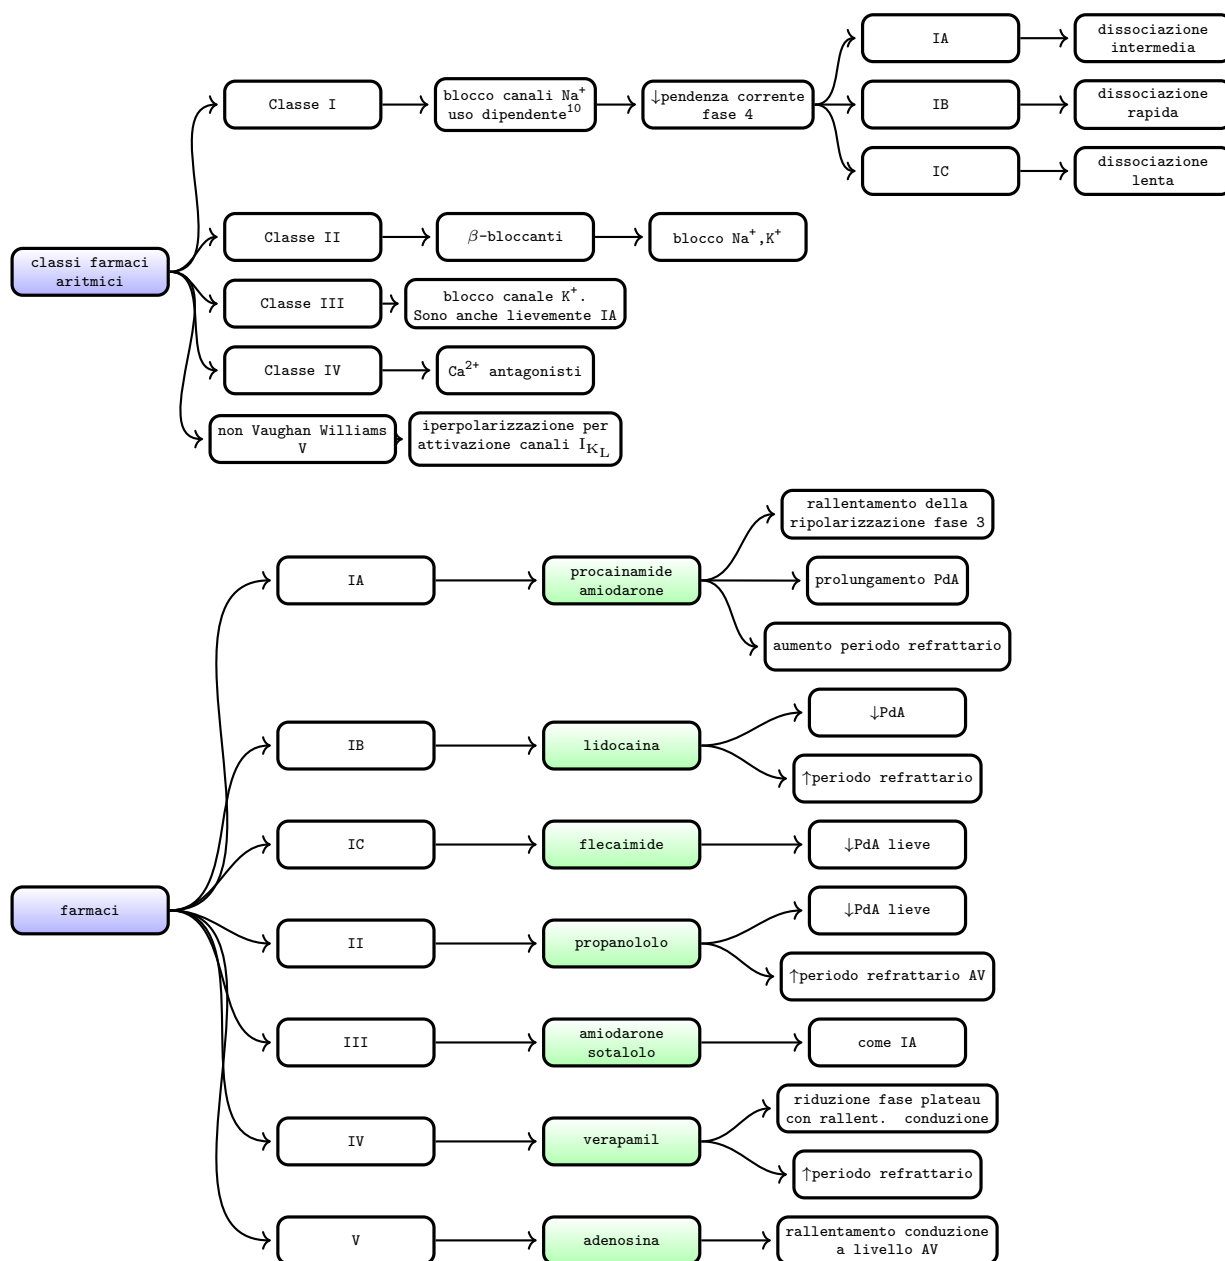 classi farmaci
aritmici
Classe I
blocco canali Na⁺
uso dipendente¹⁰
↓pendenza corrente
fase 4
IA
dissociazione
intermedia
IB
dissociazione
rapida
IC
dissociazione
lenta
Classe II
β-bloccanti
blocco Na⁺,K⁺
Classe III
blocco canale K⁺.
Sono anche lievemente IA
Classe IV
Ca²⁺ antagonisti
non Vaughan Williams
V
iperpolarizzazione per
attivazione canali I_K_L
farmaci
IA
procainamide
amiodarone
rallentamento della
ripolarizzazione fase 3
prolungamento PdA
aumento periodo refrattario
IB
lidocaina
↓PdA
↑periodo refrattario
IC
flecaimide
↓PdA lieve
II
propanololo
↓PdA lieve
↑periodo refrattario AV
III
amiodarone
sotalolo
come IA
IV
verapamil
riduzione fase plateau
con rallent. conduzione
↑periodo refrattario
V
adenosina
rallentamento conduzione
a livello AV